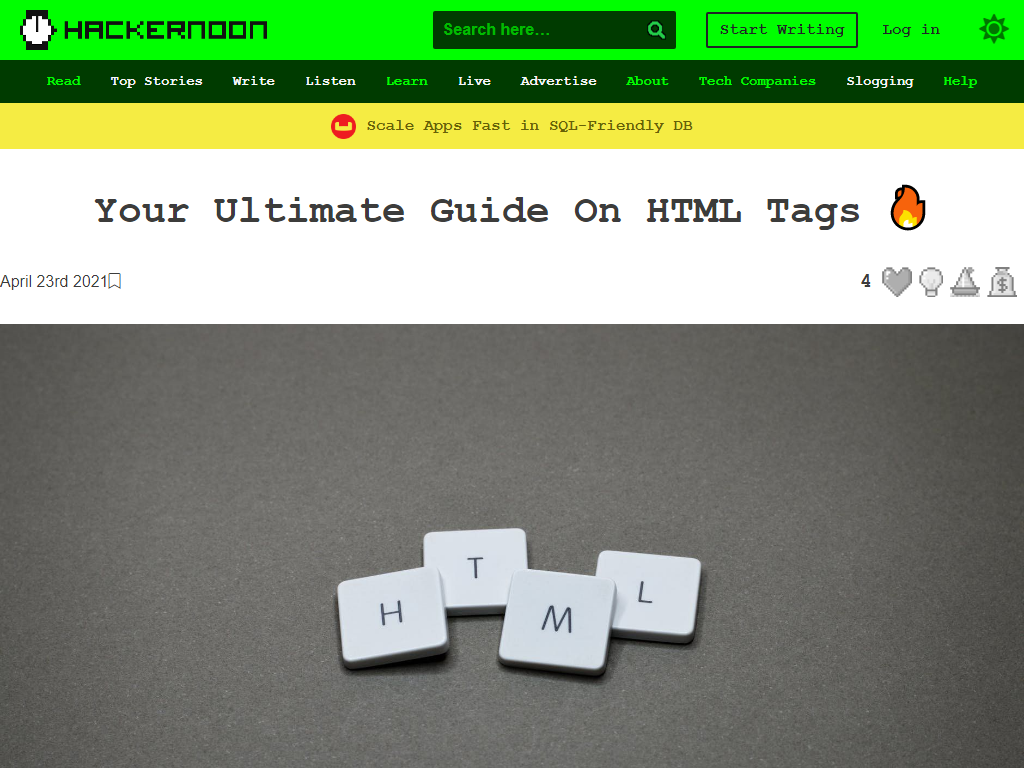 HACKERNOON
Search here...
Start Writing
Log in
Read
Top Stories
Write
Listen
Learn
Live
Advertise
About
Tech Companies
Slogging
Help
Scale Apps Fast in SQL-Friendly DB
Your Ultimate Guide On HTML Tags 🔥
April 23rd 2021
4
$
H T M L